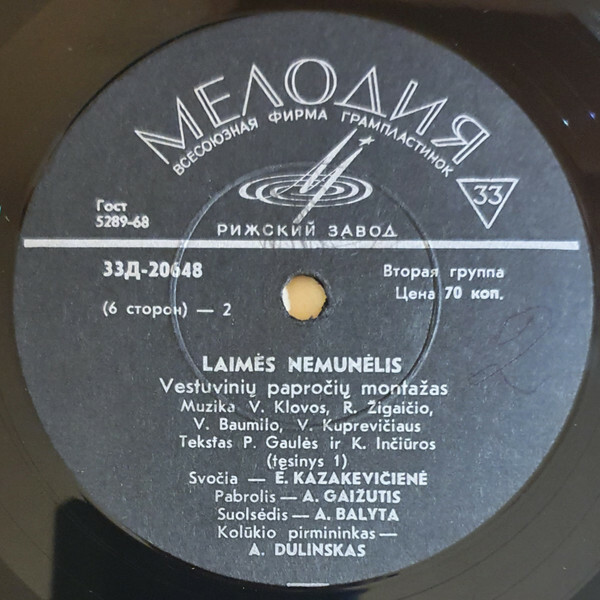 МЕЛОДИЯ
ВСЕСОЮЗНАЯ ФИРМА ГРАМПЛАСТИНОК
33
Гост
5289-68
РИЖСКИЙ ЗАВОД
33Д-20648
Вторая группа
Цена 70 коп.
(6 сторон) — 2
2
LAIMĖS NEMUNĖLIS
Vestuvinių papročių montažas
Muzika V. Klovos, R. Žigaičio,
V. Baumilo, V. Kuprevičiaus
Tekstas P. Gaulės ir K. Inčiūros
(tęsinys 1)
Svočia — E. KAZAKEVIČIENĖ
Pabrolis — A. GAIŽUTIS
Suolsėdis — A. BALYTA
Kolūkio pirmininkas —
A. DULINSKAS